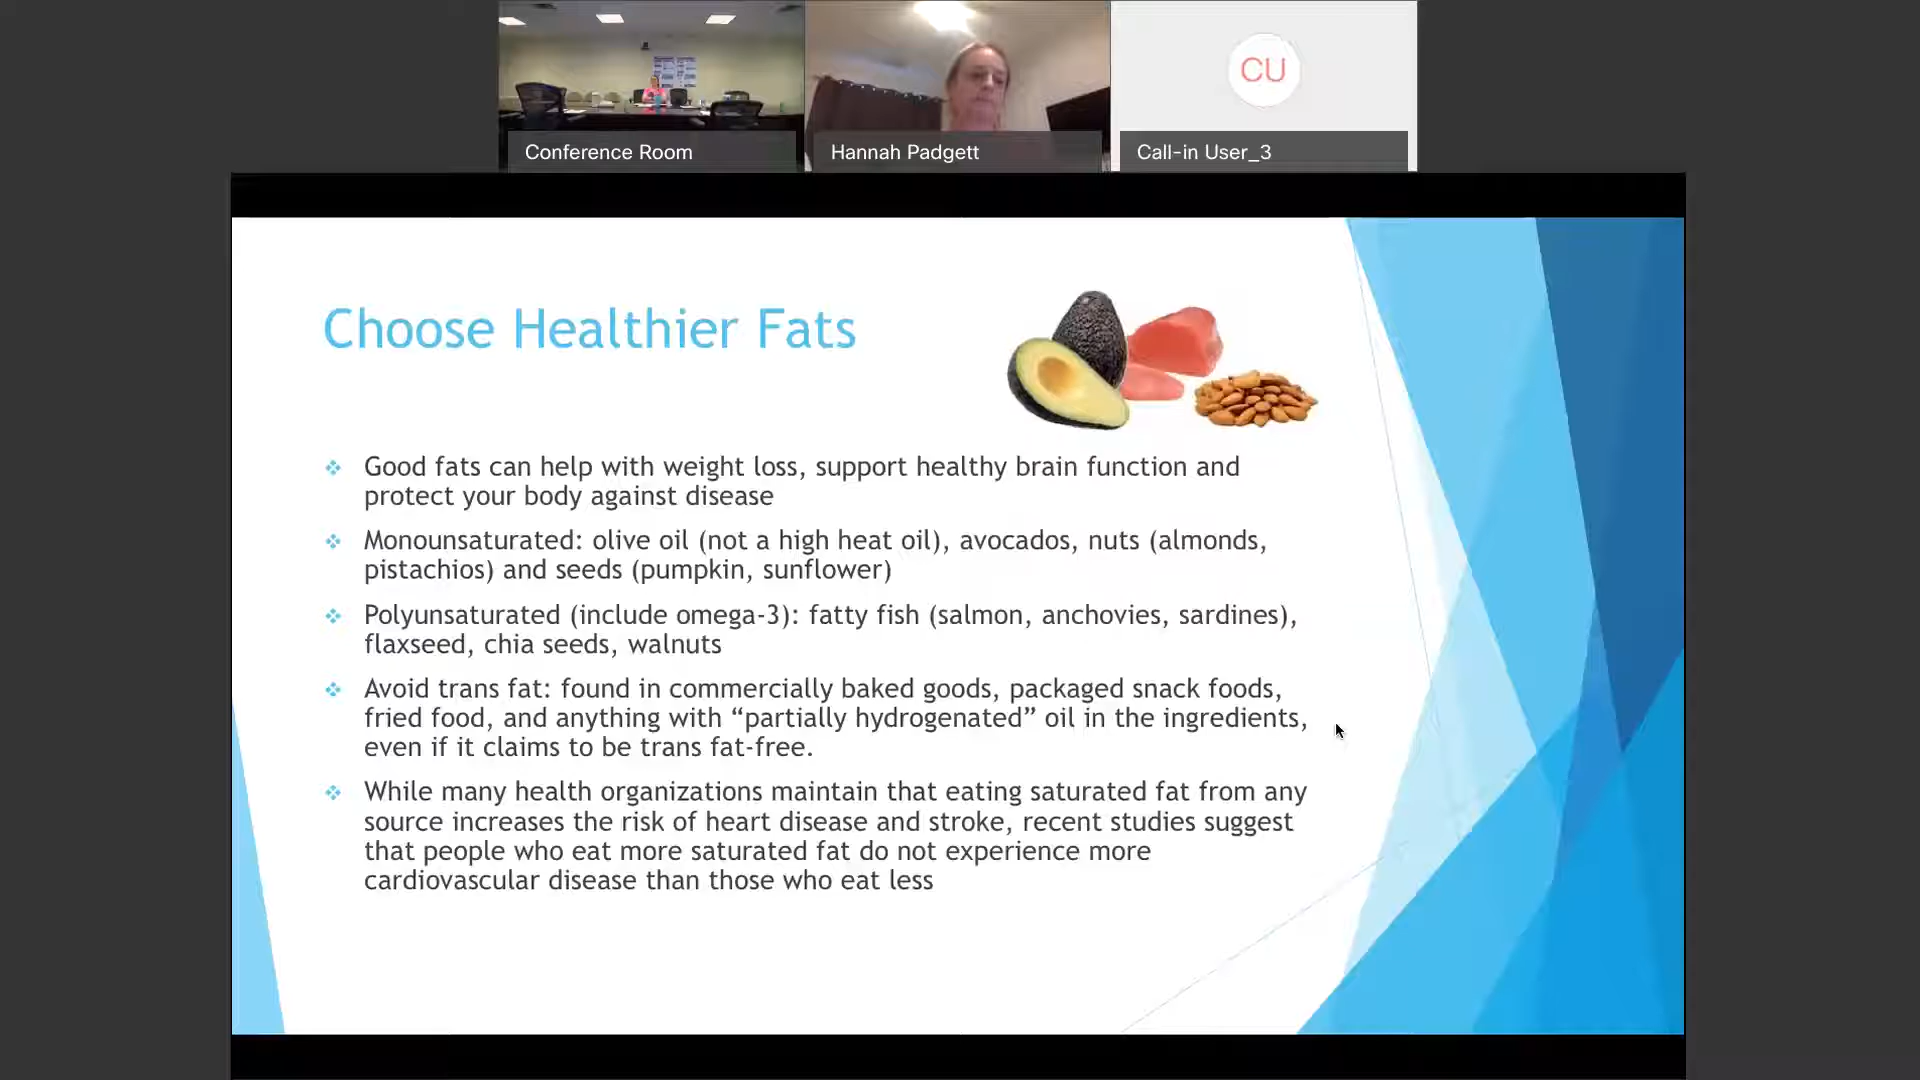 CU
Conference Room
Hannah Padgett
Call-in User_3
Choose Healthier Fats
Good fats can help with weight loss, support healthy brain function and
protect your body against disease
Monounsaturated: olive oil (not a high heat oil), avocados, nuts (almonds,
pistachios) and seeds (pumpkin, sunflower)
Polyunsaturated (include omega-3): fatty fish (salmon, anchovies, sardines),
flaxseed, chia seeds, walnuts
Avoid trans fat: found in commercially baked goods, packaged snack foods,
fried food, and anything with “partially hydrogenated” oil in the ingredients,
even if it claims to be trans fat-free.
While many health organizations maintain that eating saturated fat from any
source increases the risk of heart disease and stroke, recent studies suggest
that people who eat more saturated fat do not experience more
cardiovascular disease than those who eat less